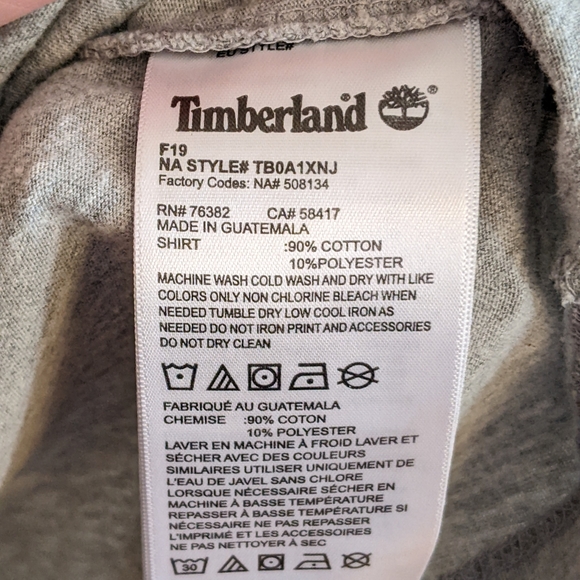 EU STYLE#
Timberland®
F19
NA STYLE# TB0A1XNJ
Factory Codes: NA# 508134
RN# 76382 CA# 58417
MADE IN GUATEMALA
SHIRT :90% COTTON
10%POLYESTER
MACHINE WASH COLD WASH AND DRY WITH LIKE
COLORS ONLY NON CHLORINE BLEACH WHEN
NEEDED TUMBLE DRY LOW COOL IRON AS
NEEDED DO NOT IRON PRINT AND ACCESSORIES
DO NOT DRY CLEAN
FABRIQUÉ AU GUATEMALA
CHEMISE :90% COTON
10% POLYESTER
LAVER EN MACHINE À FROID LAVER ET
SÉCHER AVEC DES COULEURS
SIMILAIRES UTILISER UNIQUEMENT DE
L'EAU DE JAVEL SANS CHLORE
LORSQUE NÉCESSAIRE SÉCHER EN
MACHINE À BASSE TEMPÉRATURE
REPASSER À BASSE TEMPÉRATURE SI
NÉCESSAIRE NE PAS REPASSER
L'IMPRIMÉ ET LES ACCESSOIRES
NE PAS NETTOYER À SEC
30